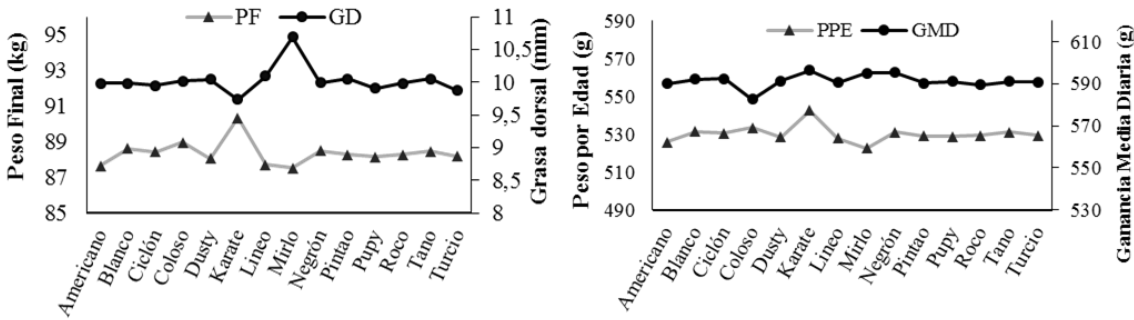 PF GD
Peso Final (kg)
95
93
91
89
87
85
11
10,5
10
9,5
9
8,5
8
Grasa dorsal (mm)
Americano
Blanco
Ciclón
Coloso
Dusty
Karate
Lineo
Mirlo
Negrón
Pintao
Pupy
Roco
Tano
Turcio
PPE GMD
Peso por Edad (g)
590
570
550
530
510
490
610
590
570
550
530
Ganancia Media Diaria (g)
Americano
Blanco
Ciclón
Coloso
Dusty
Karate
Lineo
Mirlo
Negrón
Pintao
Pupy
Roco
Tano
Turcio